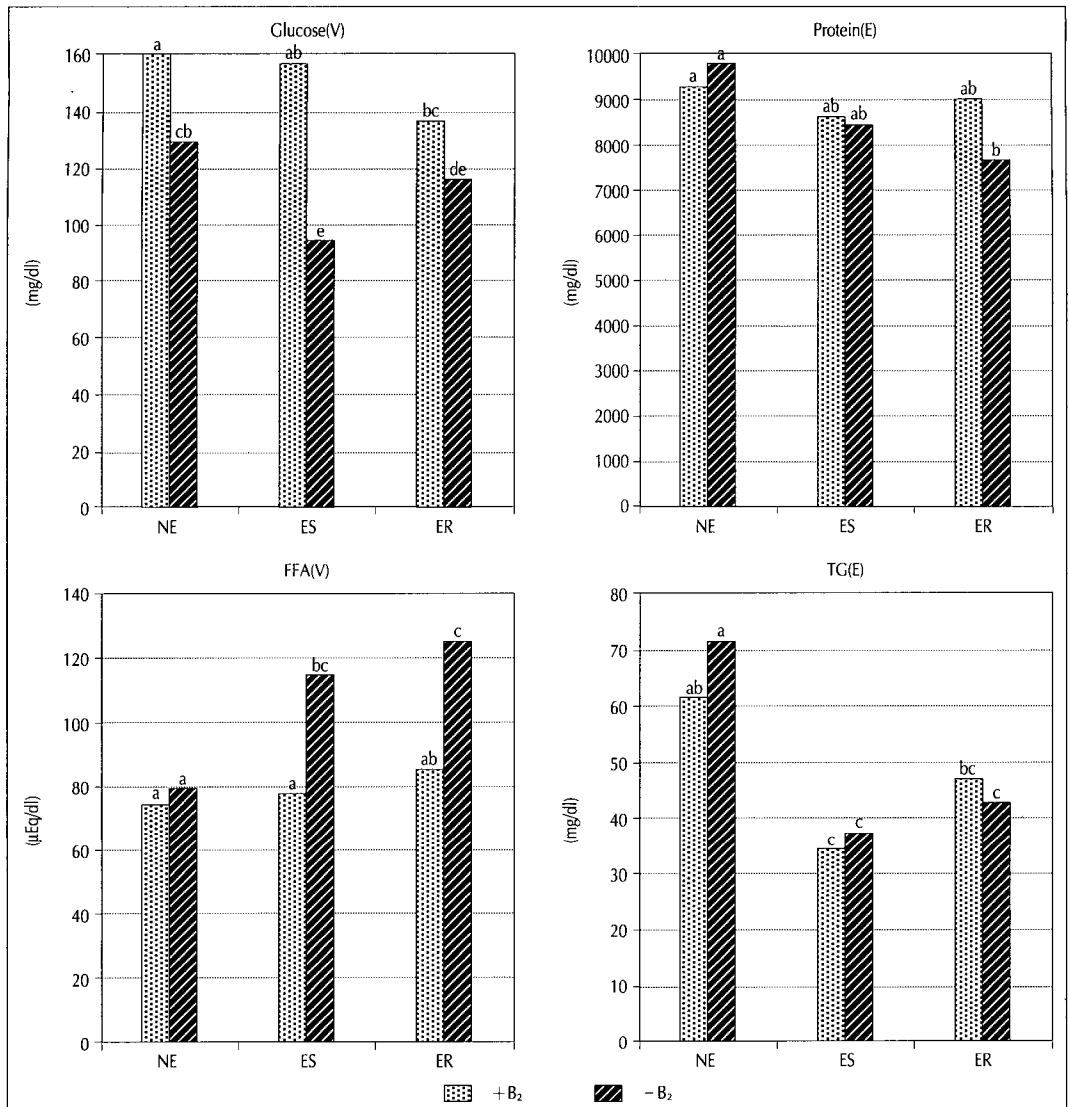 Glucose(V)
160
140
120
100
80
60
40
20
0
(mg/dl)
a
cb
ab
e
bc
de
NE ES ER
Protein(E)
10000
9000
8000
7000
6000
5000
4000
3000
2000
1000
0
(mg/dl)
a
a
ab
ab
ab
b
NE ES ER
FFA(V)
140
120
100
80
60
40
20
0
(μEq/dl)
a
a
a
bc
ab
c
NE ES ER
TG(E)
80
70
60
50
40
30
20
10
0
(mg/dl)
ab
a
c
c
bc
c
NE ES ER
+B₂ −B₂